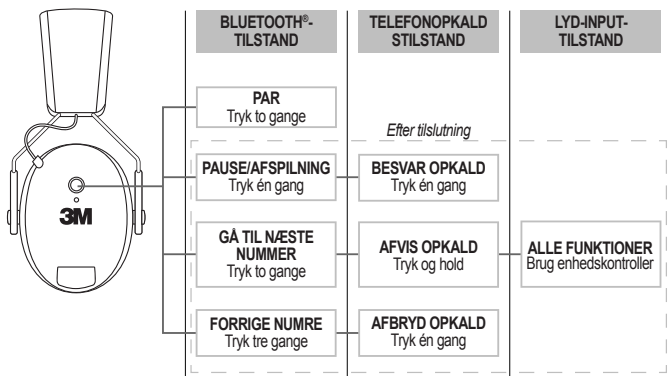 BLUETOOTH®-
TILSTAND
TELEFONOPKALD
STILSTAND
LYD-INPUT-
TILSTAND
PAR
Tryk to gange
Efter tilslutning
PAUSE/AFSPILNING
Tryk én gang
BESVAR OPKALD
Tryk én gang
3M
GÅ TIL NÆSTE
NUMMER
Tryk to gange
AFVIS OPKALD
Tryk og hold
ALLE FUNKTIONER
Brug enhedskontroller
FORRIGE NUMRE
Tryk tre gange
AFBRYD OPKALD
Tryk én gang